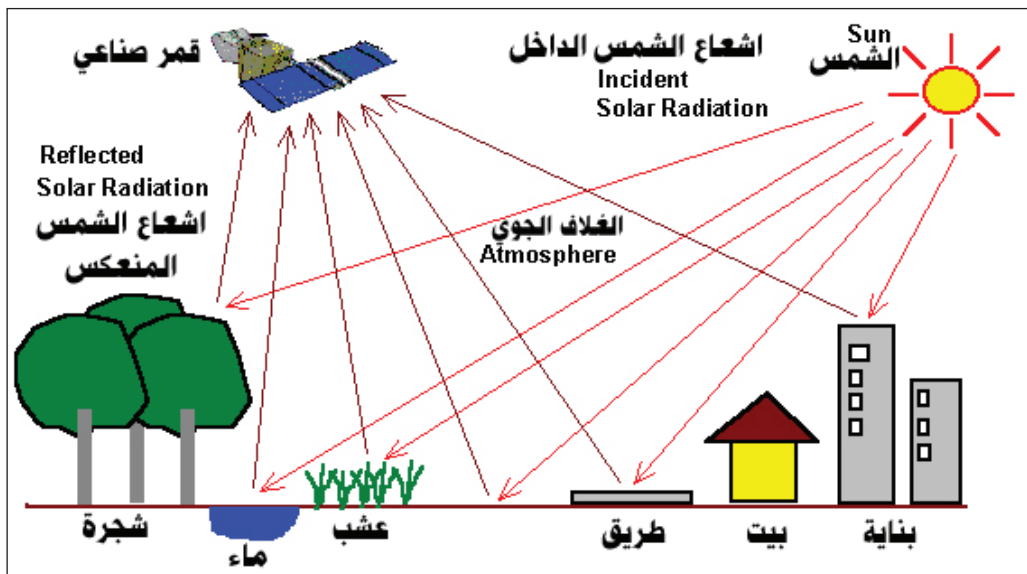 قمر صناعي
اشعاع الشمس الداخل
Incident
Solar Radiation
Sun
الشمس
Reflected
Solar Radiation
اشعاع الشمس
المنعكس
الغلاف الجوي
Atmosphere
شجرة
ماء
عشب
طريق
بيت
بناية